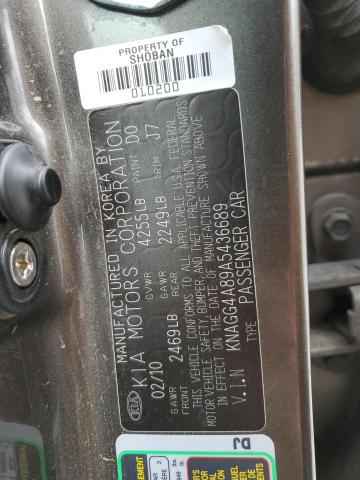 PROPERTY OF
SHOBAN
010200
MANUFACTURED IN KOREA BY
KIA MOTORS CORPORATION
KIA
02/10 GVWR 4255LB PAINT D0
GAWR FRONT 2469LB GAWR REAR 2249LB TRIM J7
THIS VEHICLE CONFORMS TO ALL APPLICABLE U.S.A. FEDERAL
MOTOR VEHICLE SAFETY, BUMPER, AND THEFT PREVENTION STANDARDS
IN EFFECT ON THE DATE OF MANUFACTURE SHOWN ABOVE
V.I.N KNAGG4A89A5436689
TYPE PASSENGER CAR
DJ